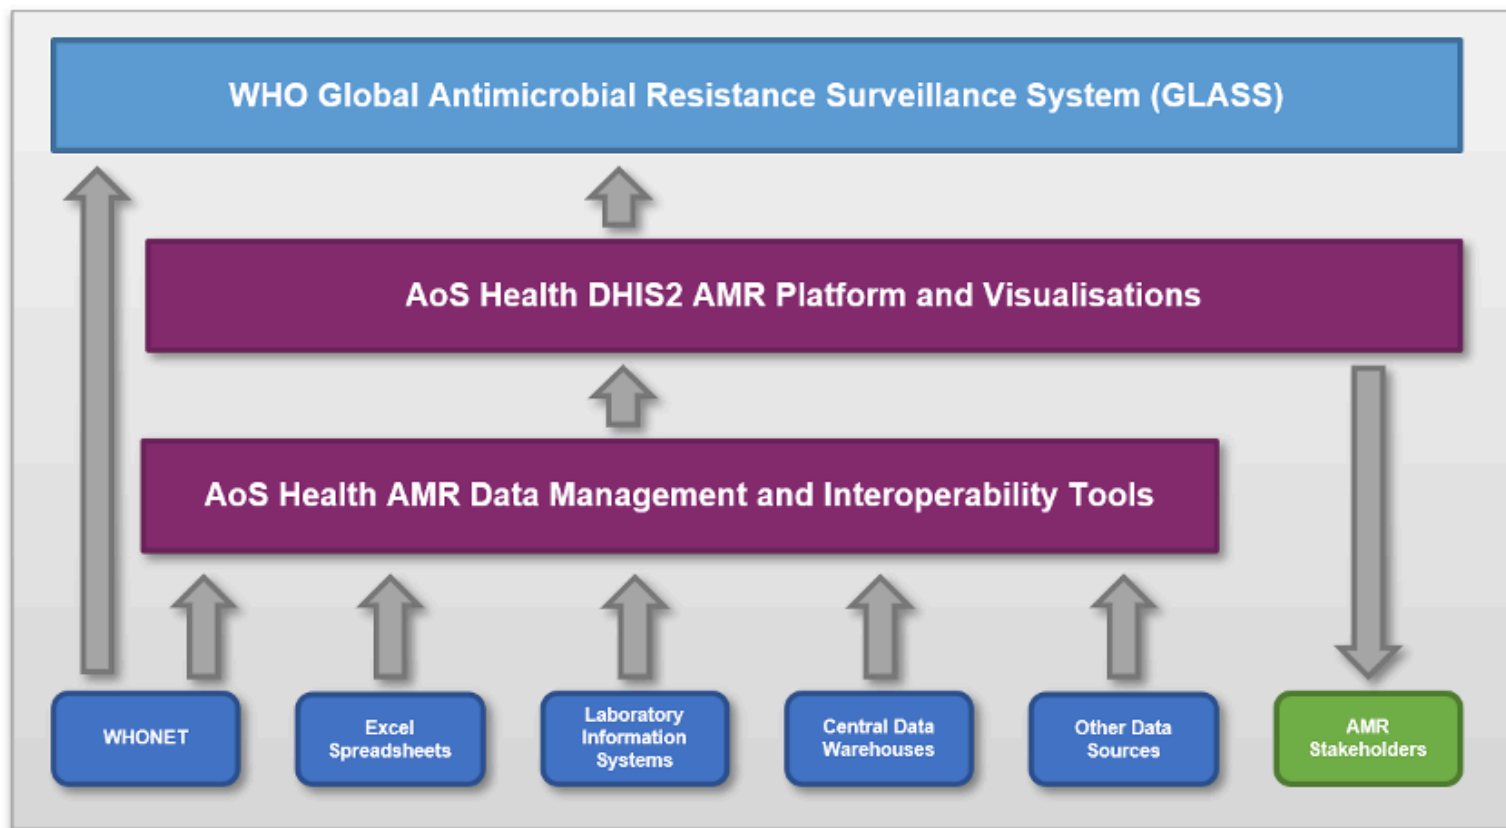 WHO Global Antimicrobial Resistance Surveillance System (GLASS)
AoS Health DHIS2 AMR Platform and Visualisations
AoS Health AMR Data Management and Interoperability Tools
WHONET
Excel
Spreadsheets
Laboratory
Information
Systems
Central Data
Warehouses
Other Data
Sources
AMR
Stakeholders